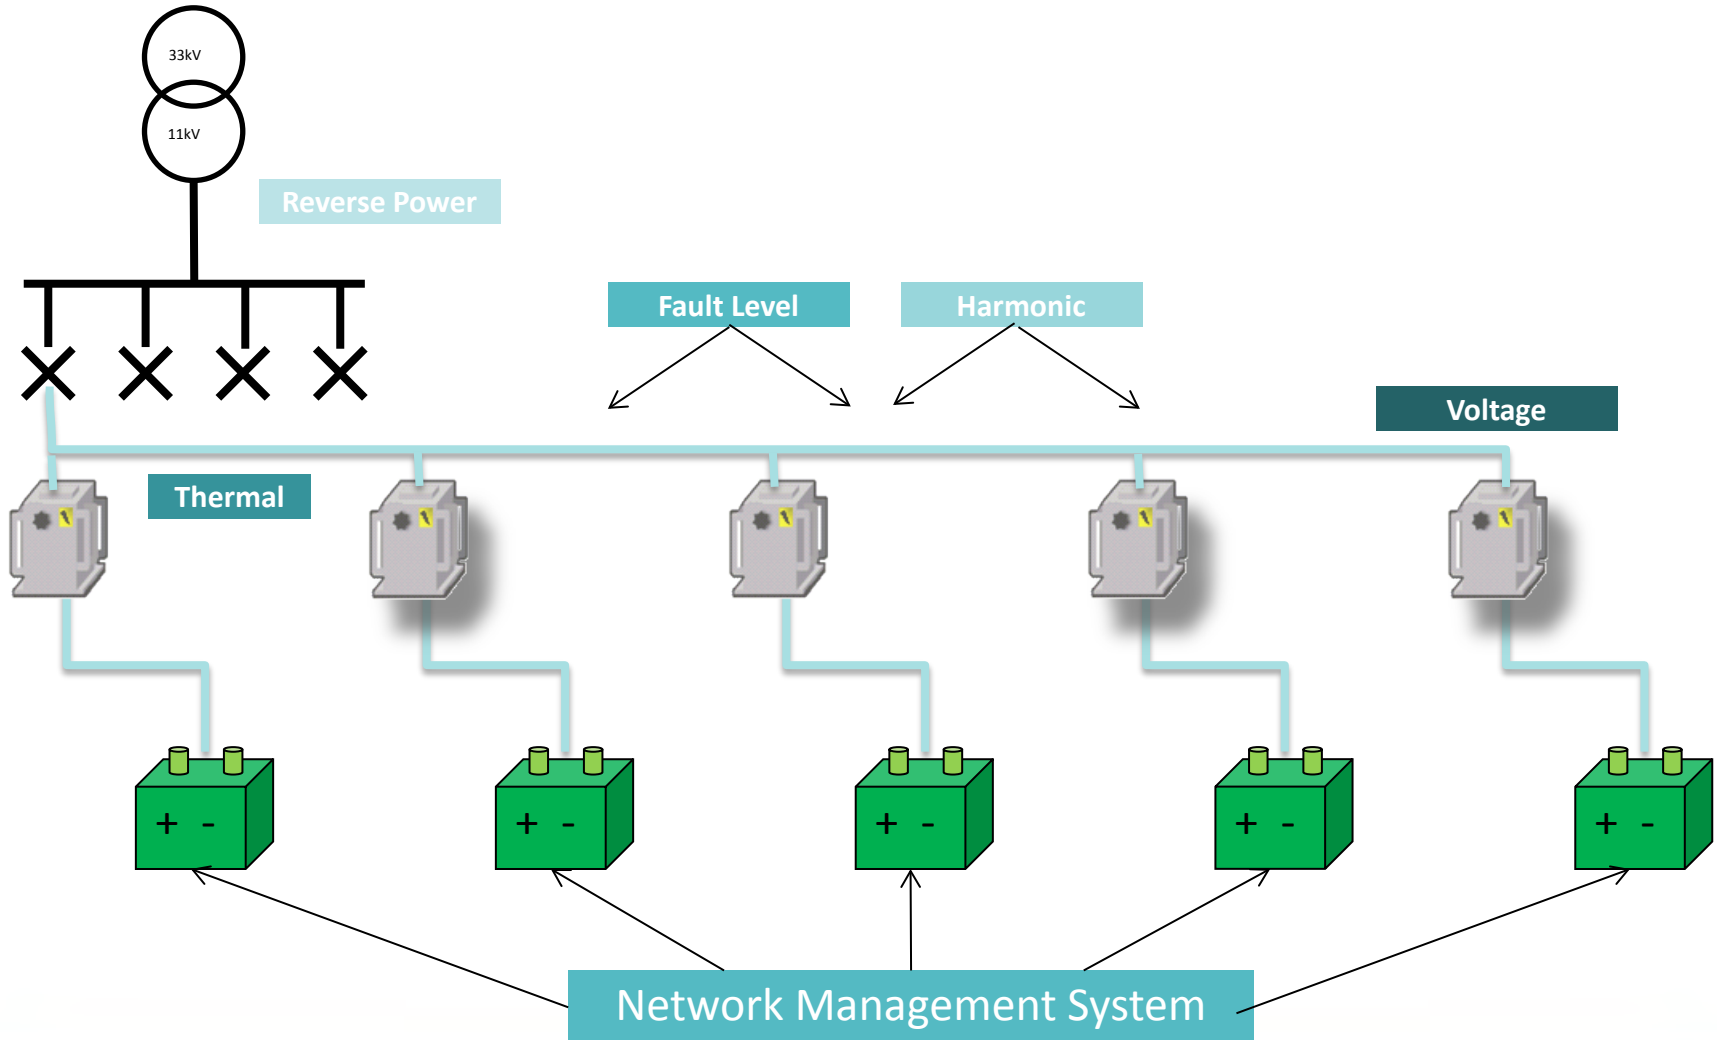 33kV
11kV
Reverse Power
Fault Level
Harmonic
Voltage
Thermal
+ -
+ -
+ -
+ -
+ -
Network Management System